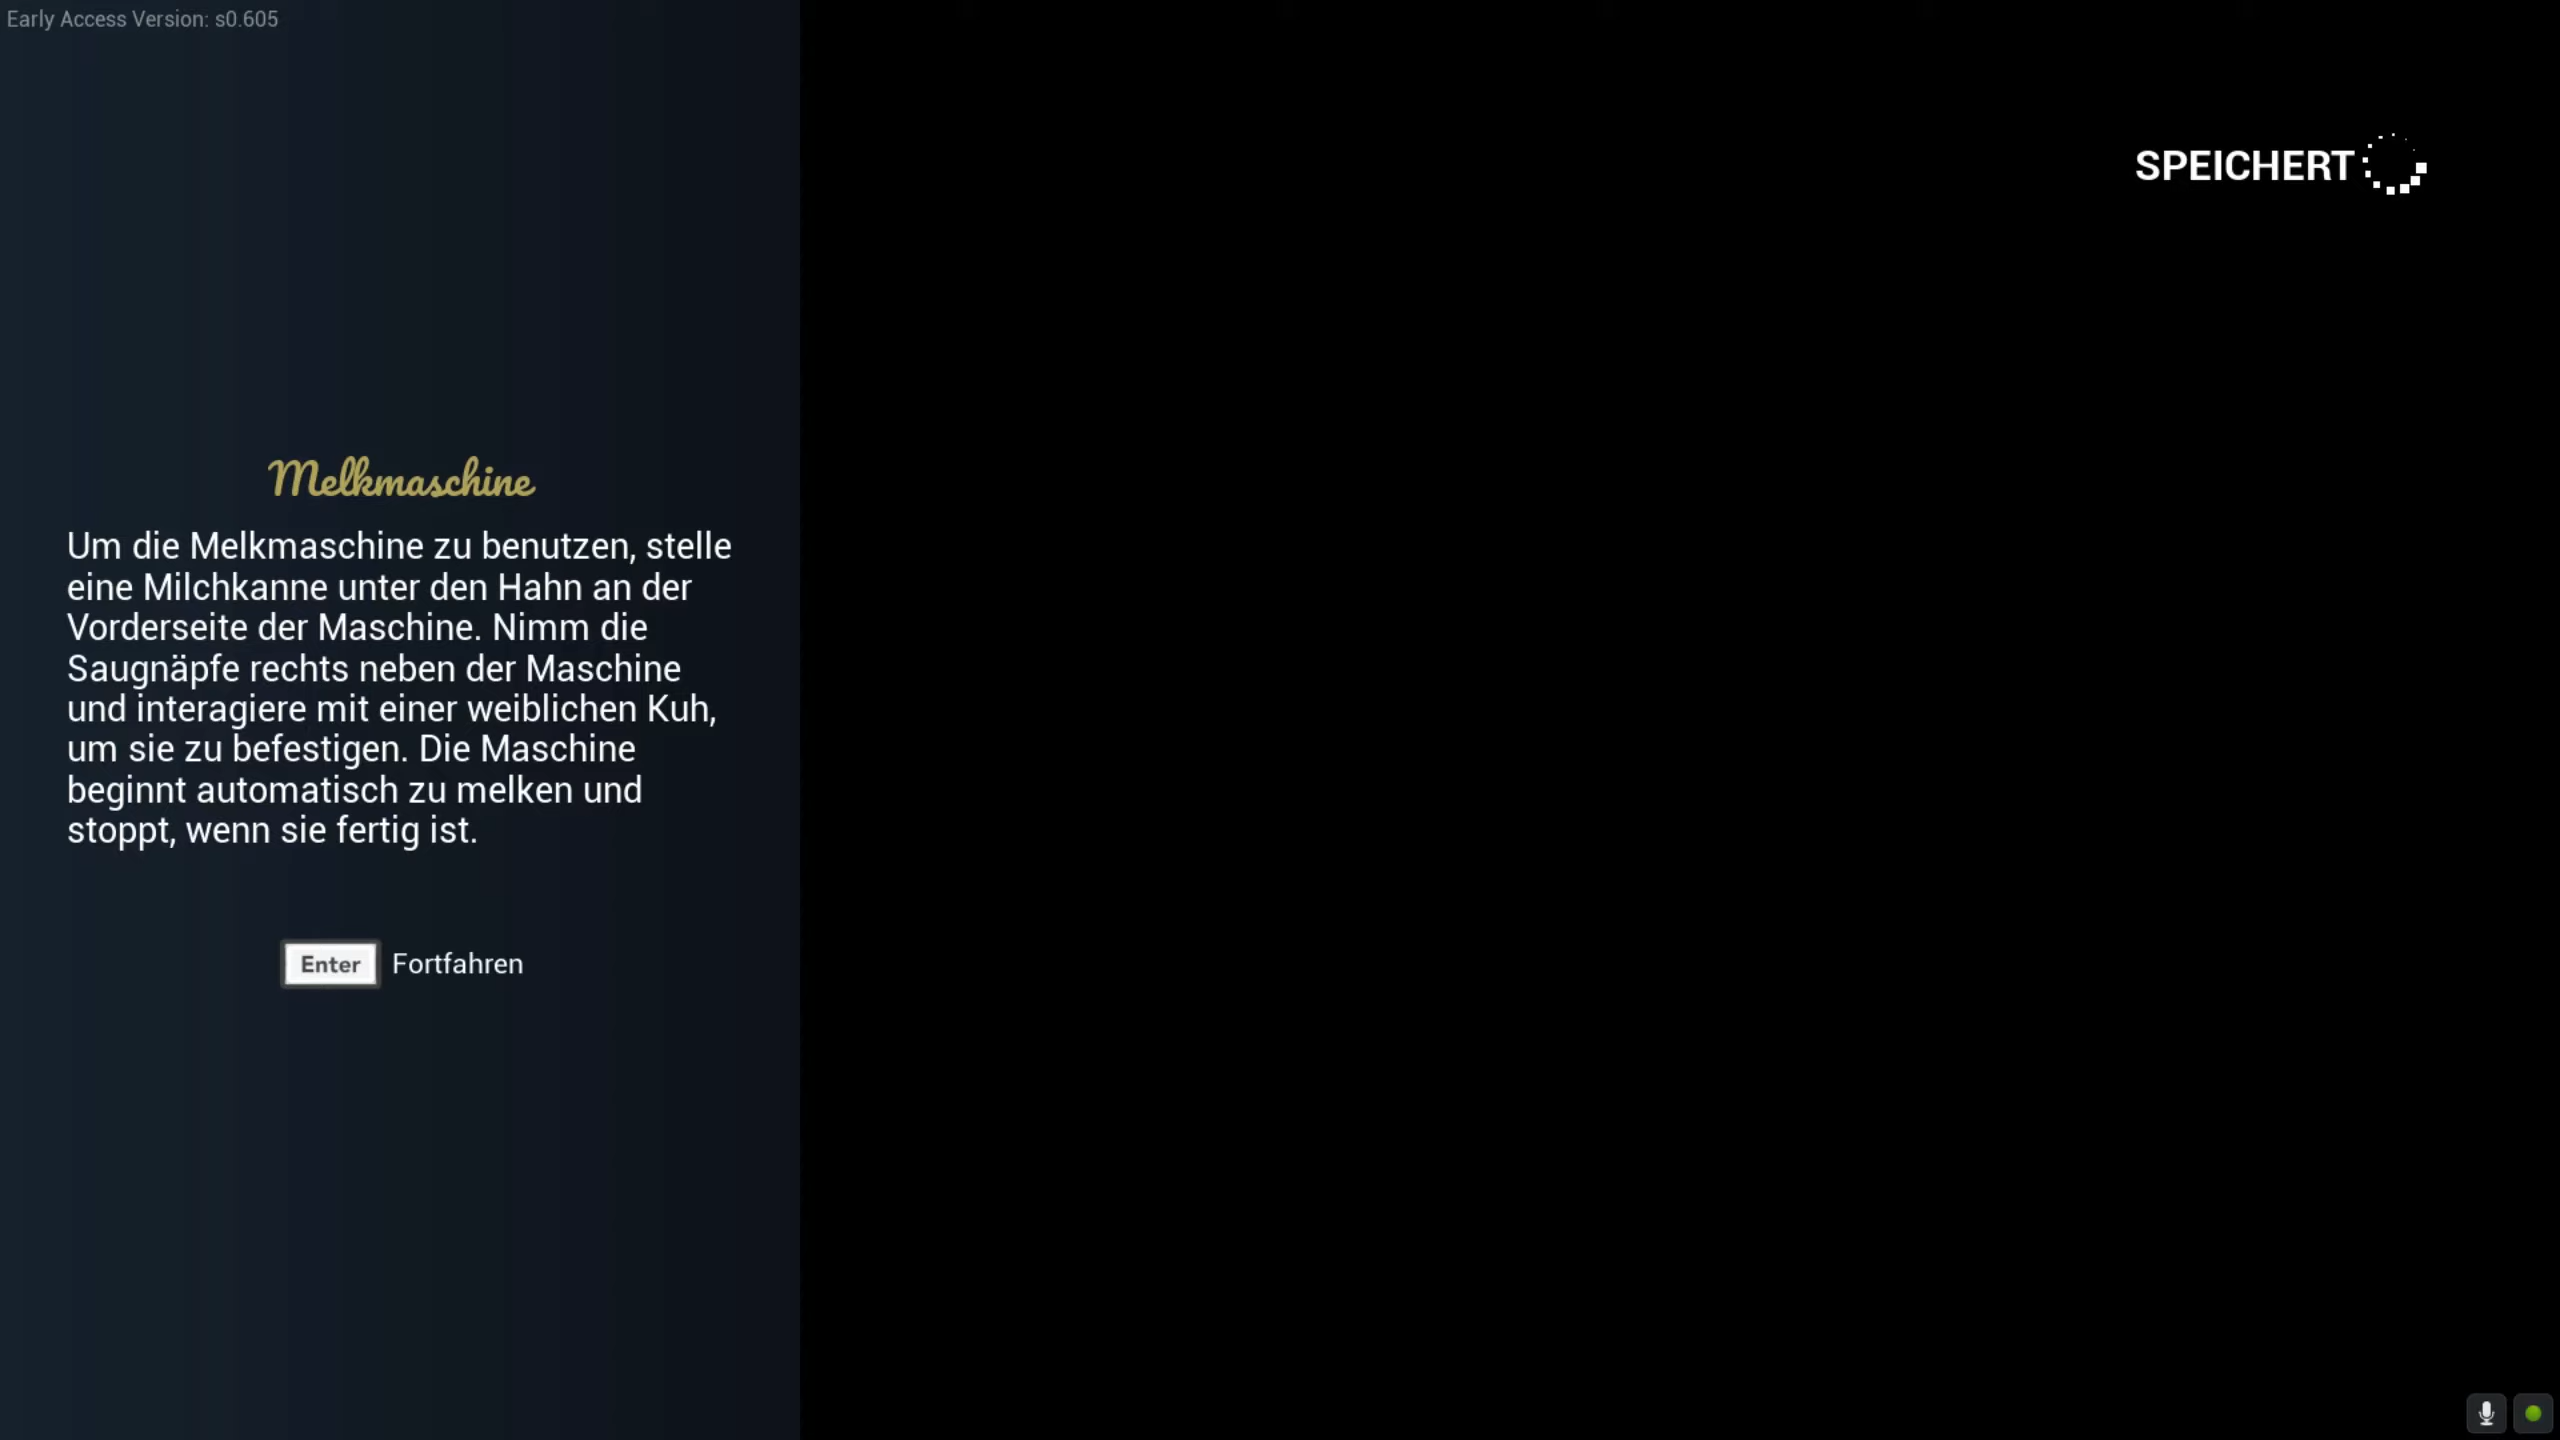 Early Access Version: s0.605
SPEICHERT
Melkmaschine
Um die Melkmaschine zu benutzen, stelle
eine Milchkanne unter den Hahn an der
Vorderseite der Maschine. Nimm die
Saugnäpfe rechts neben der Maschine
und interagiere mit einer weiblichen Kuh,
um sie zu befestigen. Die Maschine
beginnt automatisch zu melken und
stoppt, wenn sie fertig ist.
Enter Fortfahren